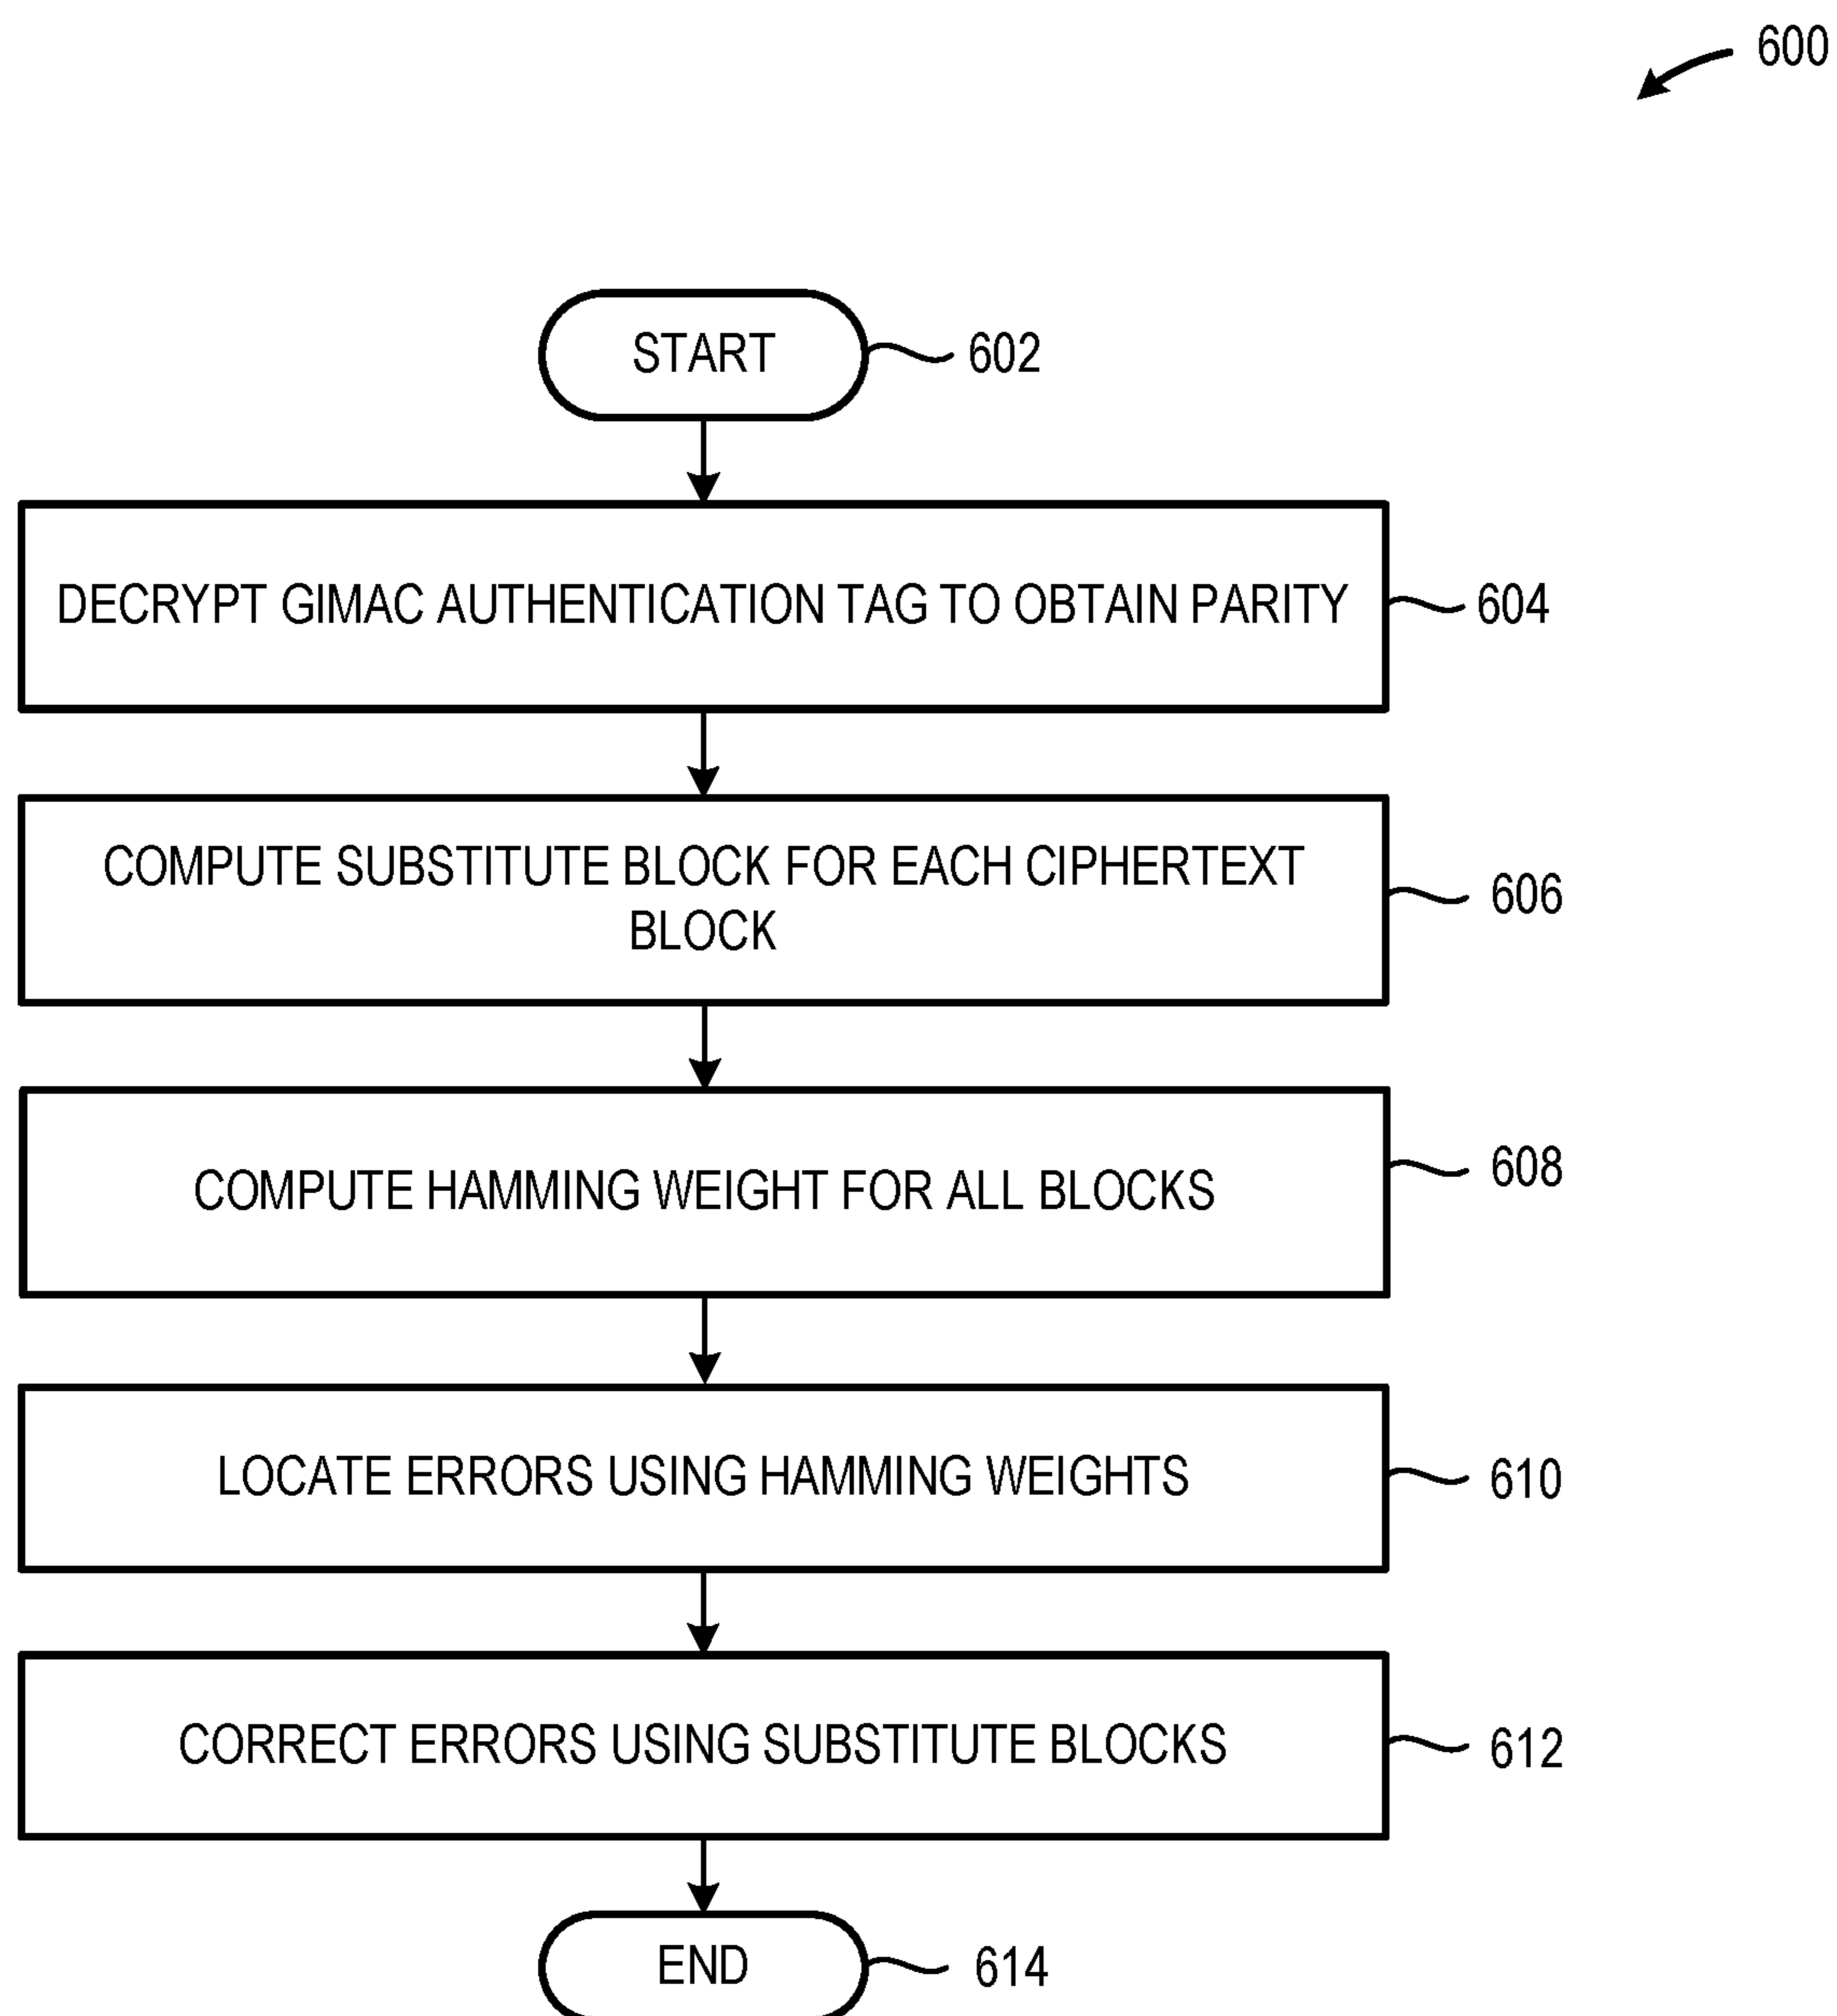 600
START
602
DECRYPT GIMAC AUTHENTICATION TAG TO OBTAIN PARITY
604
COMPUTE SUBSTITUTE BLOCK FOR EACH CIPHERTEXT
BLOCK
606
COMPUTE HAMMING WEIGHT FOR ALL BLOCKS
608
LOCATE ERRORS USING HAMMING WEIGHTS
610
CORRECT ERRORS USING SUBSTITUTE BLOCKS
612
END
614